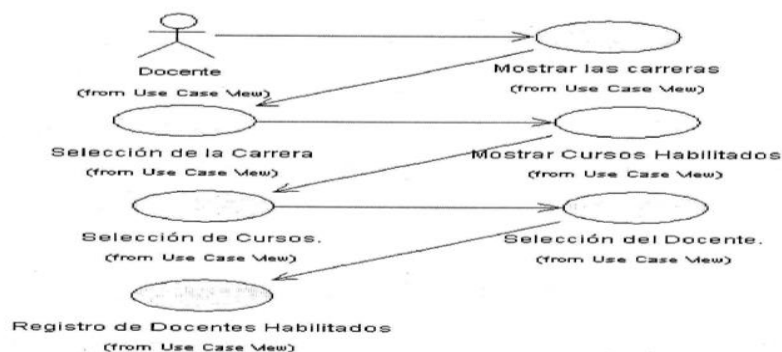 Docente
(from Use Case View)
Mostrar las carreras
(from Use Case View)
Selección de la Carrera
(from Use Case View)
Mostrar Cursos Habilitados
(from Use Case View)
Selección de Cursos.
(from Use Case View)
Selección del Docente.
(from Use Case View)
Registro de Docentes Habilitados
(from Use Case View)